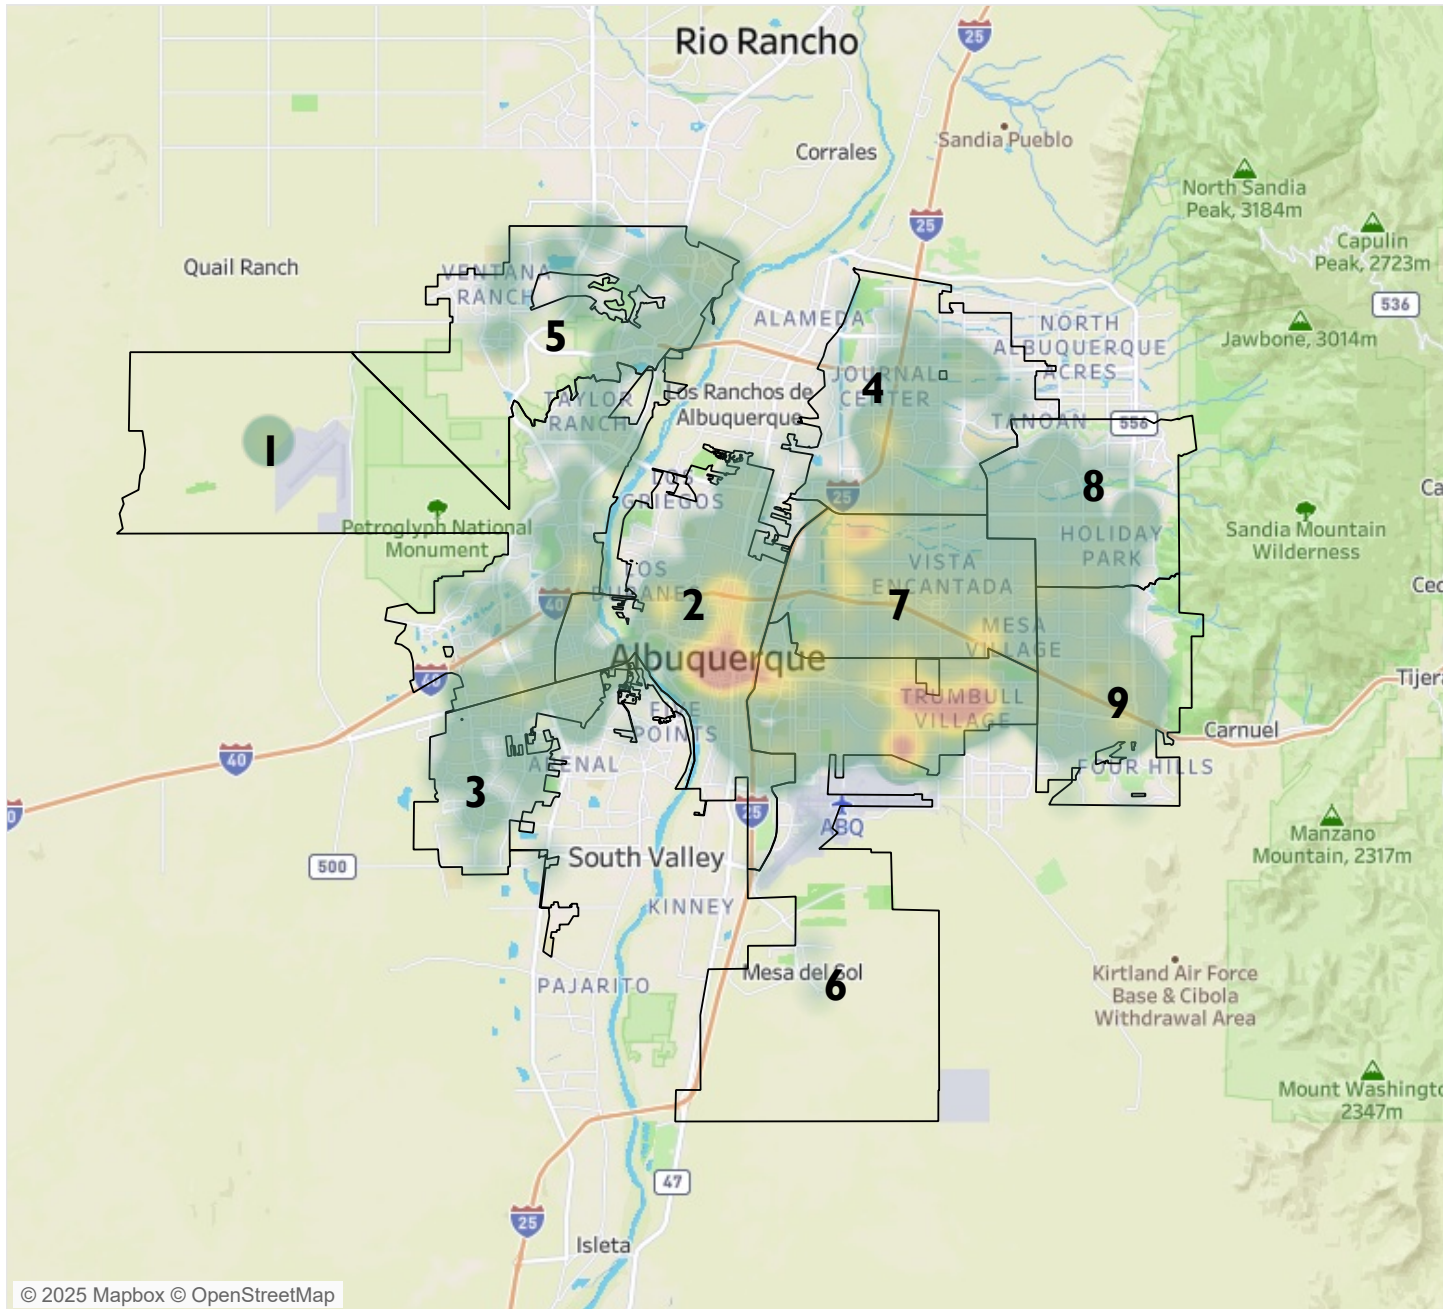 Rio Rancho
25
Sandia Pueblo
Corrales
North Sandia
Peak, 3184m
25
Capulin
Peak, 2723m
Quail Ranch
VENTANA
RANCH
536
ALAMEDA
NORTH
ALBUQUERQUE
ACRES
Jawbone, 3014m
5
JOURNAL
CENTER
4
TAYLOR
RANCH
Los Ranchos de
Albuquerque
TANOAN
556
1
LOS
GRIEGOS
25
8
Petroglyph National
Monument
HOLIDAY
PARK
Sandia Mountain
Wilderness
VISTA
ENCANTADA
LOS
DURANES
40
2
7
MESA
VILLAGE
Albuquerque
40
TRUMBULL
VILLAGE
9
FIVE
POINTS
Carnuel
40
ARENAL
FOUR HILLS
3
25
ABQ
Manzano
Mountain, 2317m
500
South Valley
KINNEY
Mesa del Sol
6
PAJARITO
Kirtland Air Force
Base & Cibola
Withdrawal Area
2347m
47
25
Isleta
© 2025 Mapbox © OpenStreetMap